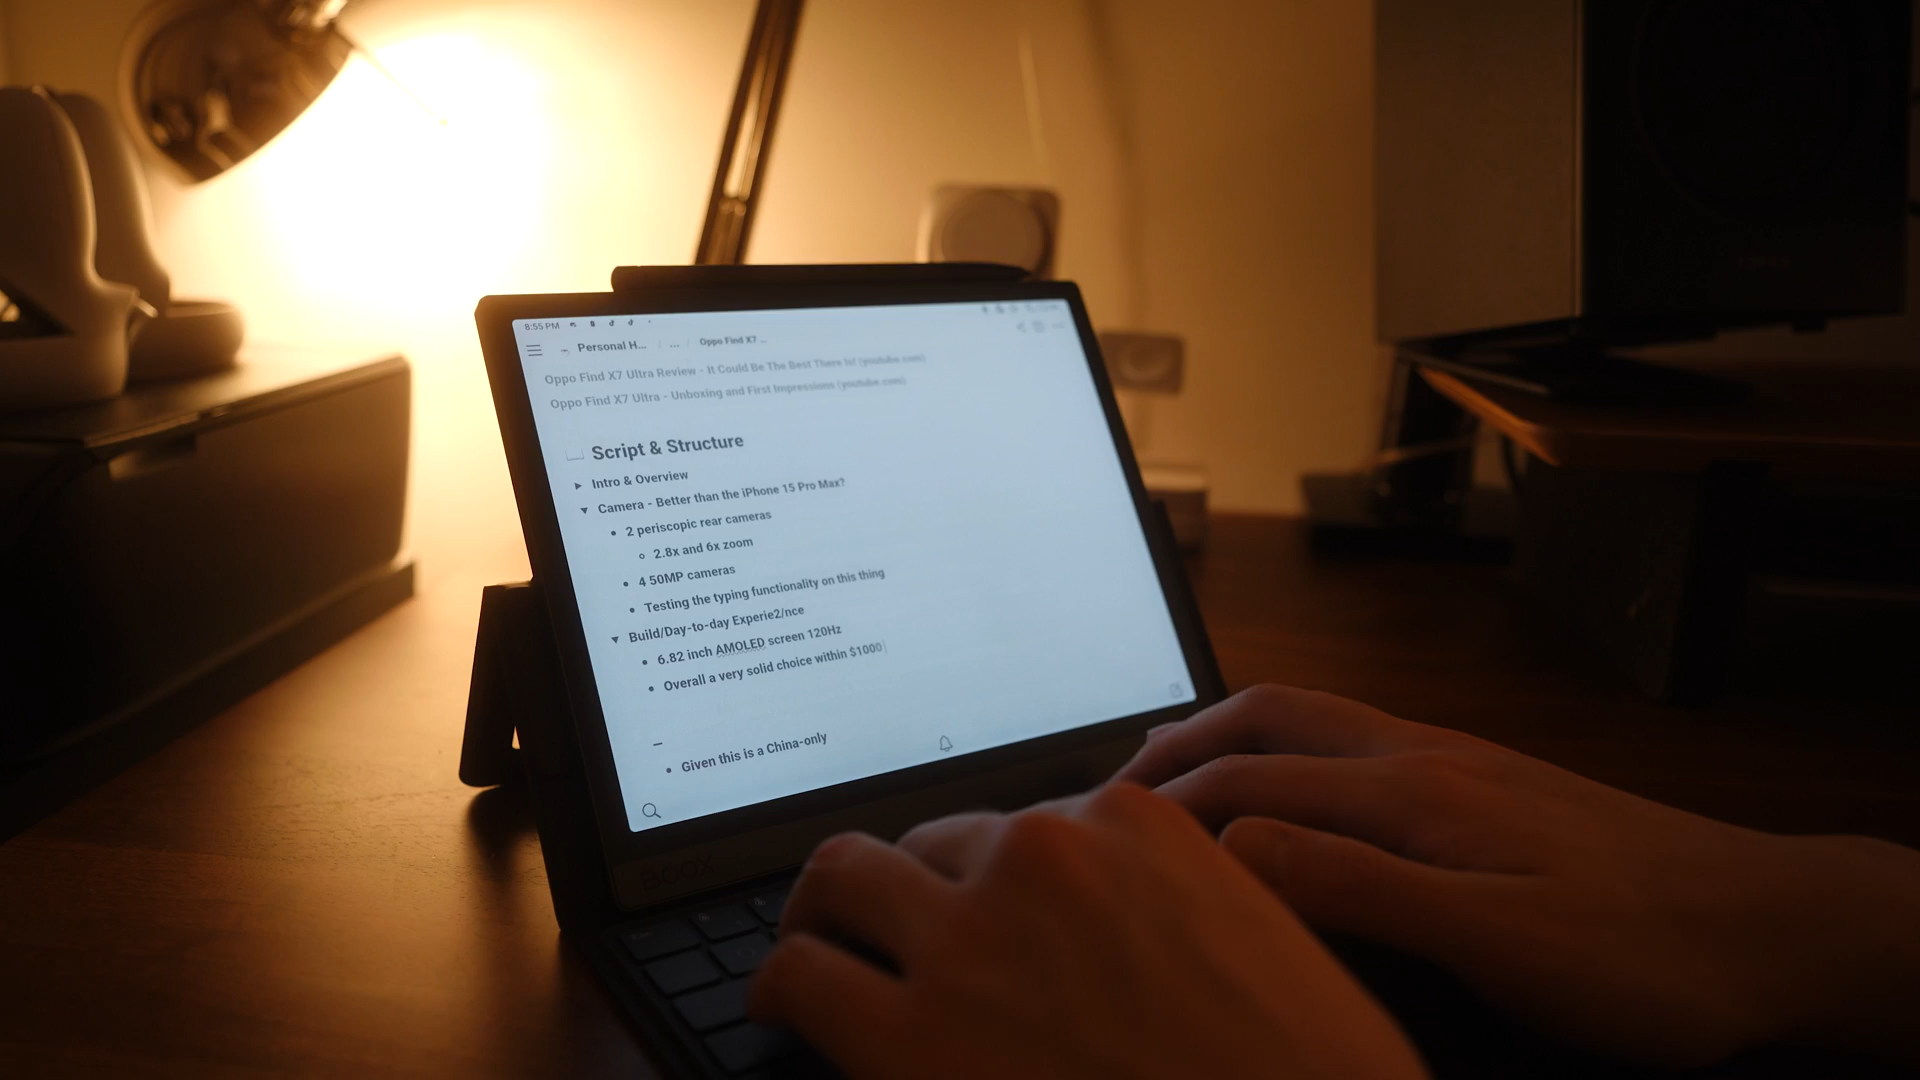 8:55 PM
Personal H... / ... / Oppo Find X7 ...
Oppo Find X7 Ultra Review - It Could Be The Best There Is! (youtube.com)
Oppo Find X7 Ultra - Unboxing and First Impressions (youtube.com)
Script & Structure
Intro & Overview
Camera - Better than the iPhone 15 Pro Max?
2 periscopic rear cameras
2.8x and 6x zoom
4 50MP cameras
Testing the typing functionality on this thing
Build/Day-to-day Experie2/nce
6.82 inch AMOLED screen 120Hz
Overall a very solid choice within $1000
–
Given this is a China-only
BOOX